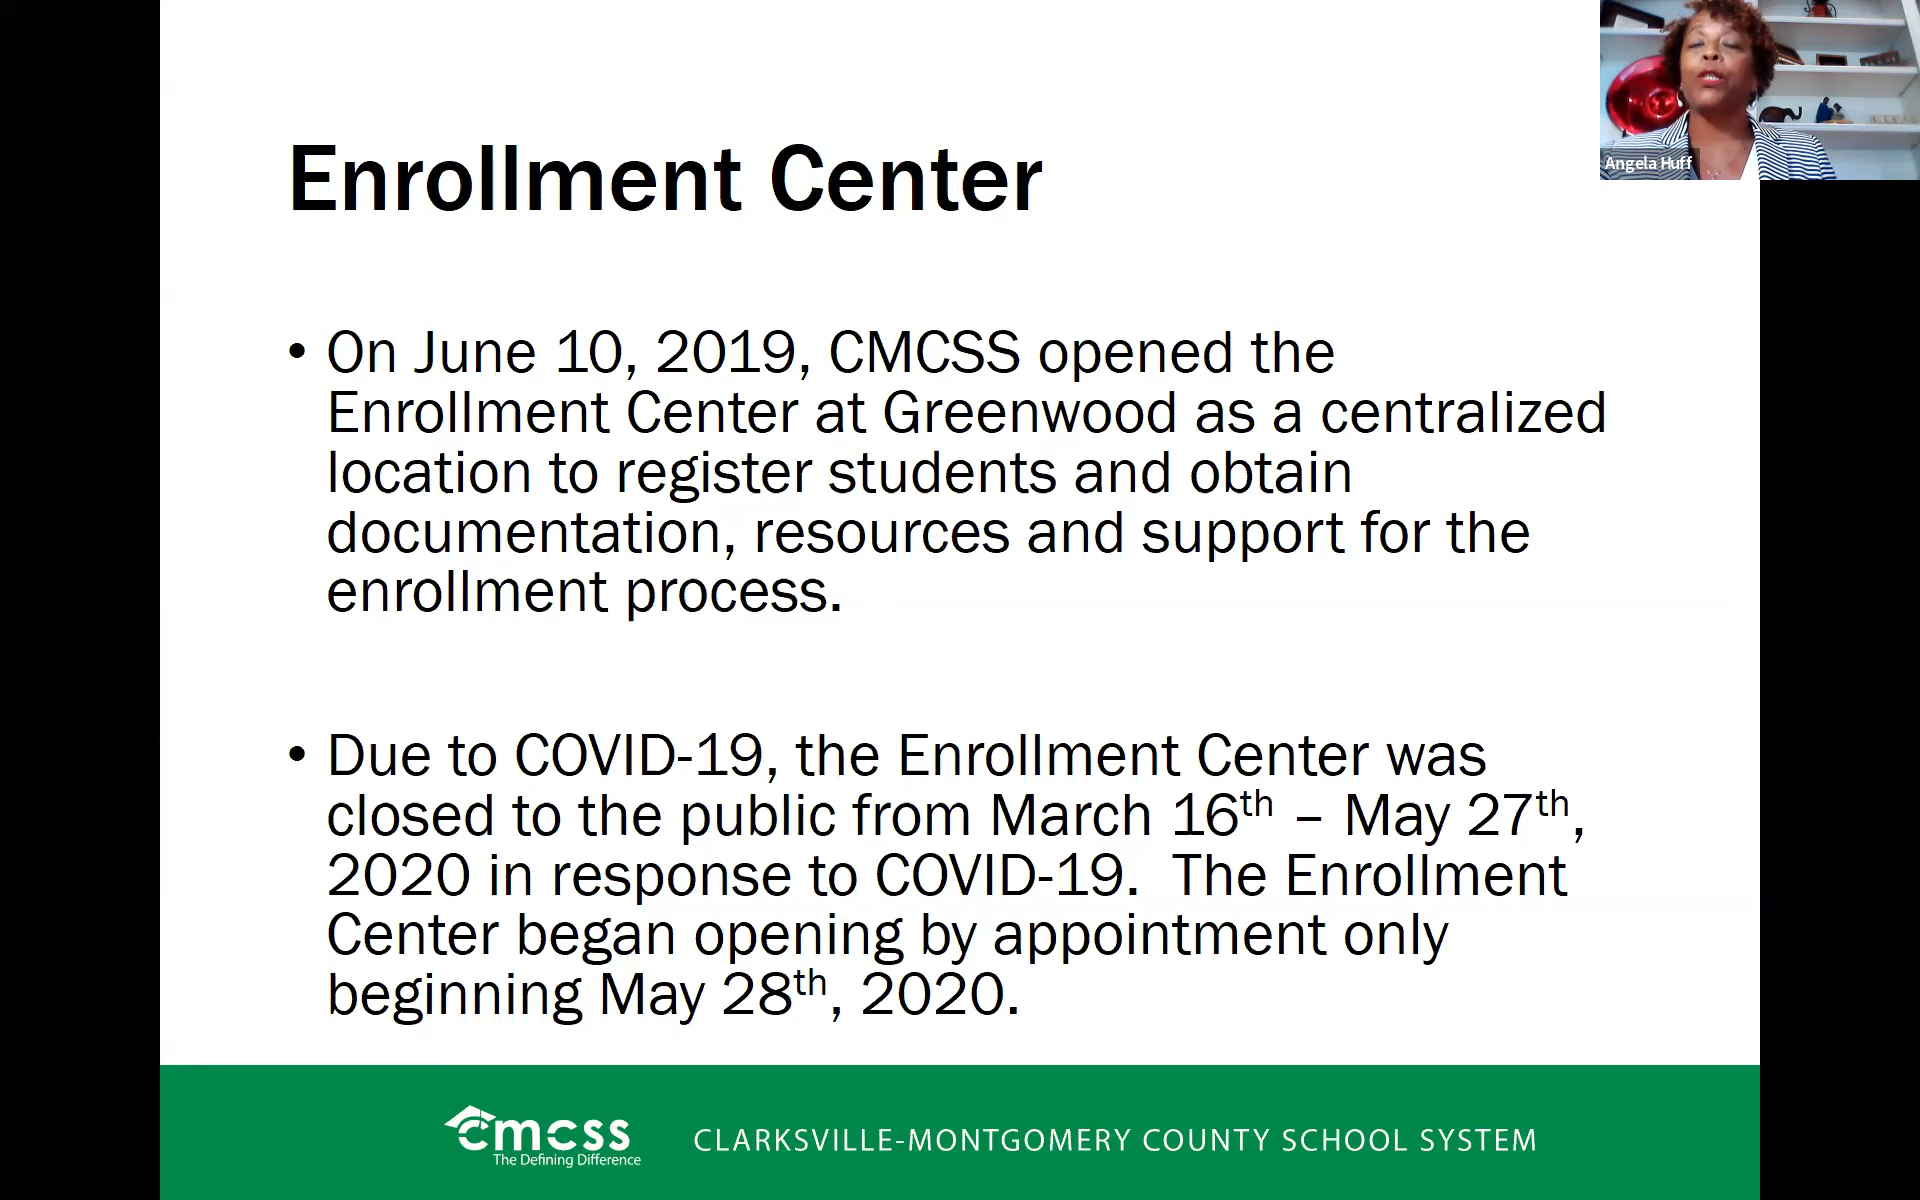 Angela Huff
Enrollment Center
• On June 10, 2019, CMCSS opened the
Enrollment Center at Greenwood as a centralized
location to register students and obtain
documentation, resources and support for the
enrollment process.
• Due to COVID-19, the Enrollment Center was
closed to the public from March 16th – May 27th,
2020 in response to COVID-19.  The Enrollment
Center began opening by appointment only
beginning May 28th, 2020.
cmcss
The Defining Difference
CLARKSVILLE-MONTGOMERY COUNTY SCHOOL SYSTEM